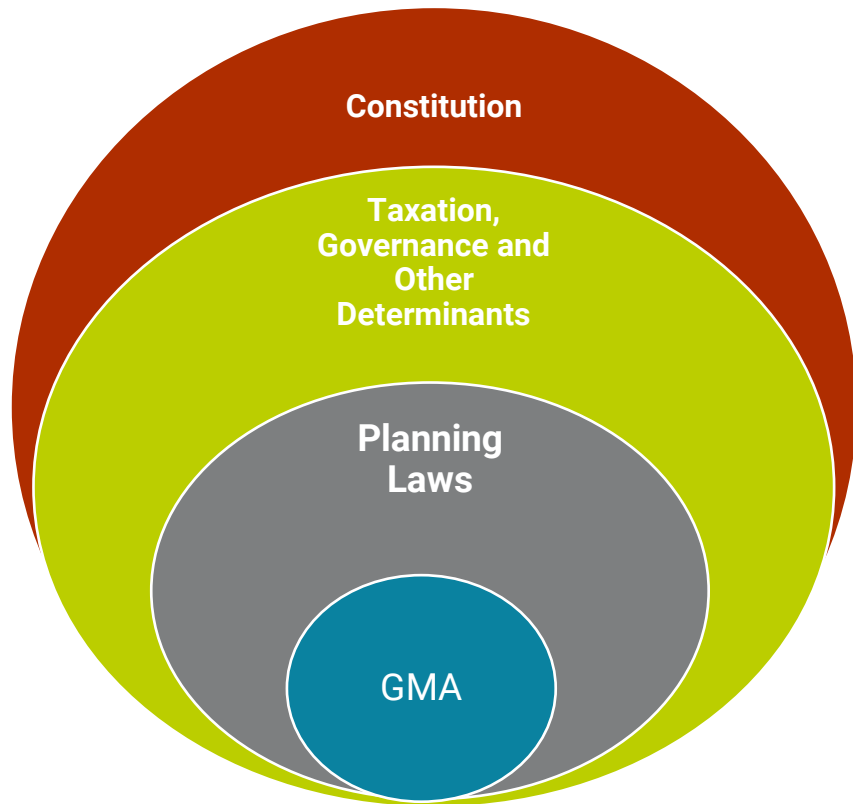 Constitution
Taxation,
Governance and
Other
Determinants
Planning
Laws
GMA